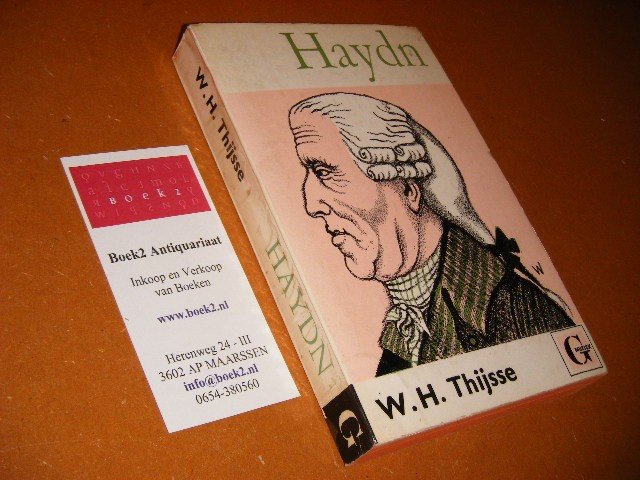 Haydn
W. H. Thijsse
HAYDN
W
G
W. H. Thijsse
BOEK2
Boek2 Antiquariaat
Inkoop en Verkoop
van Boeken
www.boek2.nl
Herenweg 24 - III
3602 AP MAARSSEN
info@boek2.nl
0654-380560